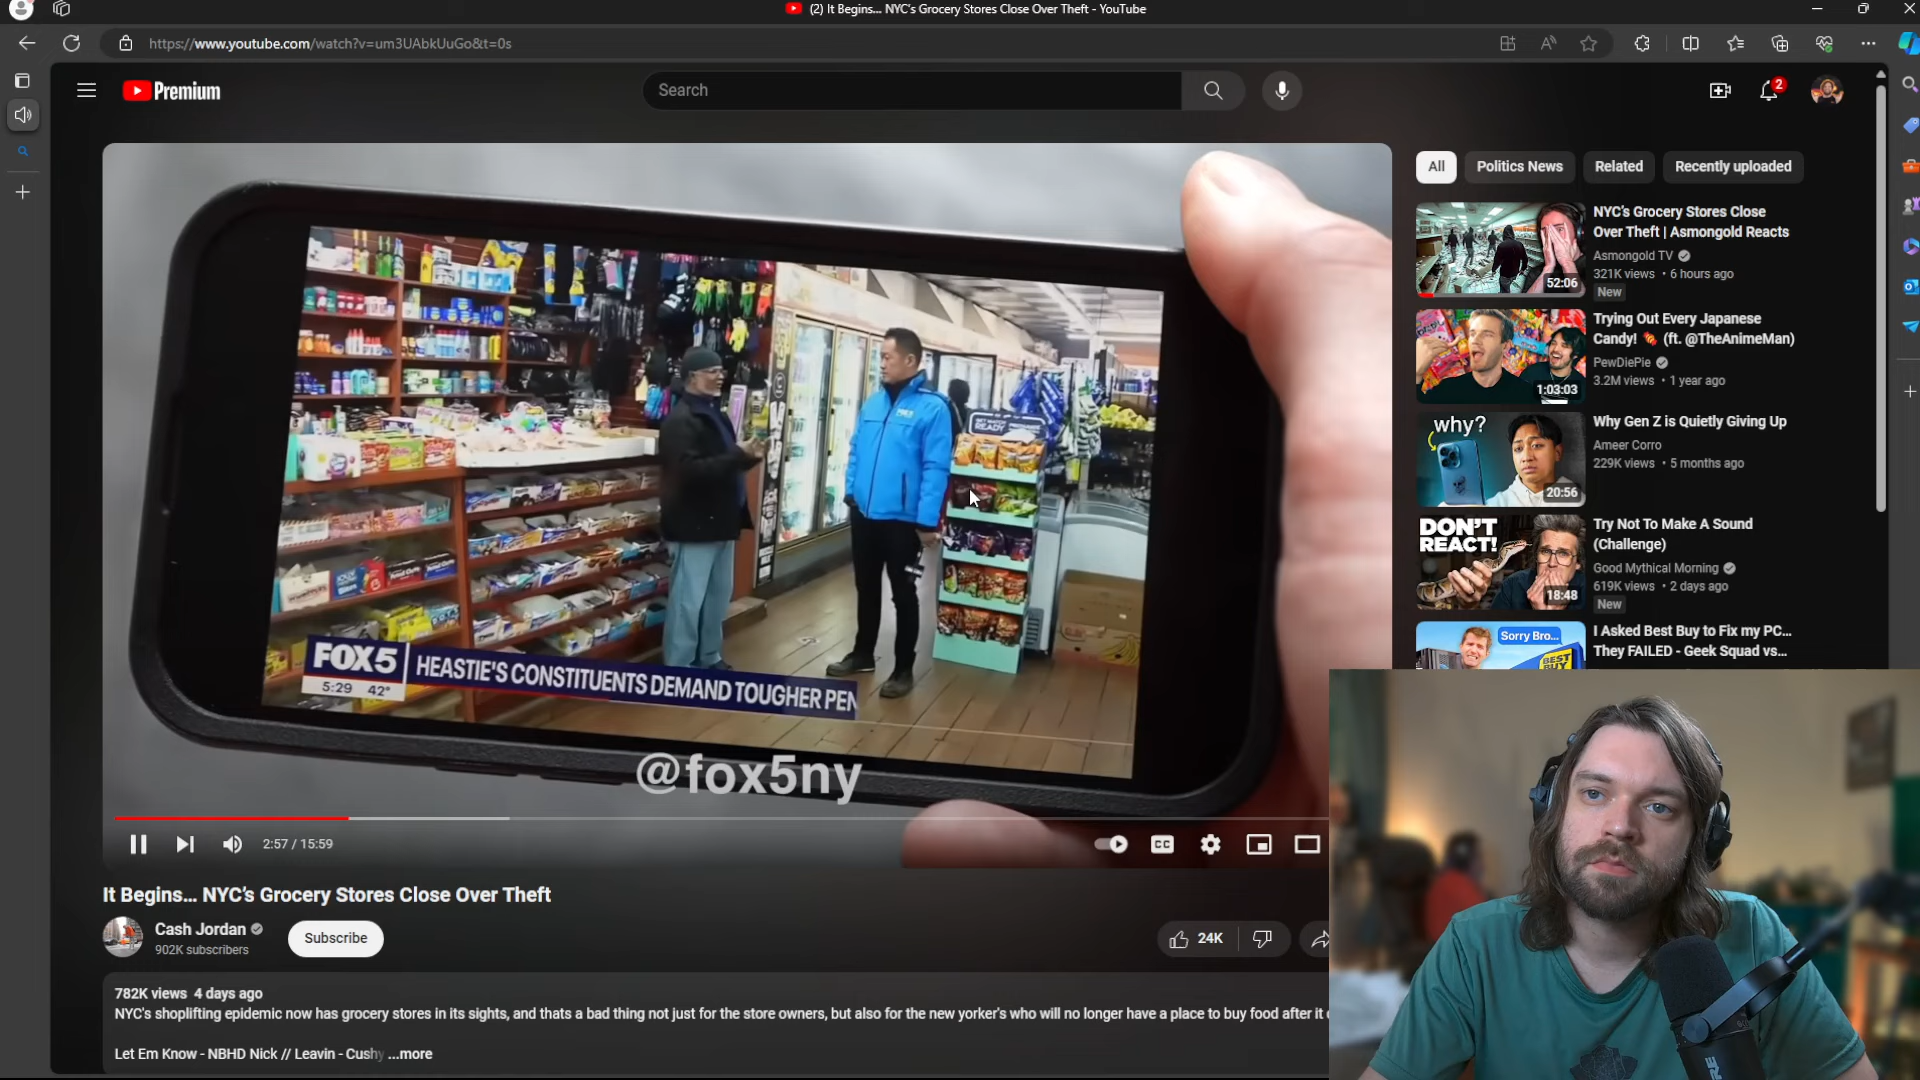 (2) It Begins... NYC's Grocery Stores Close Over Theft - YouTube
https://www.youtube.com/watch?v=um3UAbkUuGo&t=0s
Premium
Search
2
All
Politics News
Related
Recently uploaded
NYC's Grocery Stores Close
Over Theft | Asmongold Reacts
Asmongold TV
321K views • 6 hours ago
New
52:06
Trying Out Every Japanese
Candy! 🍬 (ft. @TheAnimeMan)
PewDiePie
3.2M views • 1 year ago
1:03:03
why?
Why Gen Z is Quietly Giving Up
Ameer Corro
229K views • 5 months ago
20:56
DON'T
REACT!
Try Not To Make A Sound
(Challenge)
Good Mythical Morning
619K views • 2 days ago
New
18:48
Sorry Bro...
BEST
BUY
I Asked Best Buy to Fix my PC...
They FAILED - Geek Squad vs...
READY
FOX 5
5:29 42°
HEASTIE'S CONSTITUENTS DEMAND TOUGHER PEN
@fox5ny
2:57 / 15:59
CC
It Begins... NYC's Grocery Stores Close Over Theft
Cash Jordan
902K subscribers
Subscribe
24K
782K views 4 days ago
NYC's shoplifting epidemic now has grocery stores in its sights, and thats a bad thing not just for the store owners, but also for the new yorker's who will no longer have a place to buy food after it
Let Em Know - NBHD Nick // Leavin - Cushy ...more